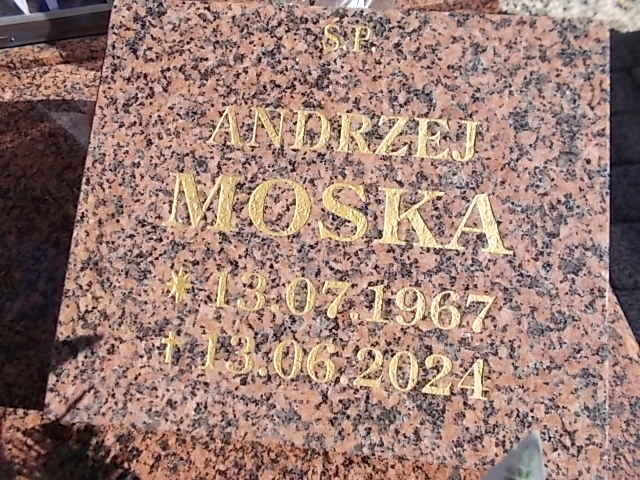 Ś.P.
ANDRZEJ
MOSKA
* 13.07.1967
† 13.06.2024